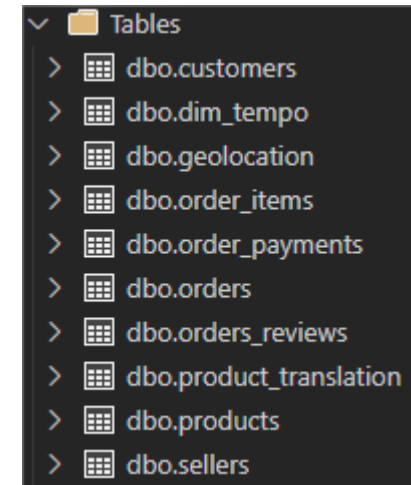 Tables
dbo.customers
dbo.dim_tempo
dbo.geolocation
dbo.order_items
dbo.order_payments
dbo.orders
dbo.orders_reviews
dbo.product_translation
dbo.products
dbo.sellers